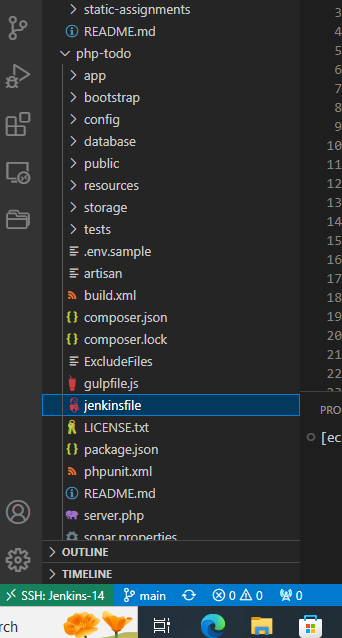 static-assignments
README.md
php-todo
app
bootstrap
config
database
public
resources
storage
tests
.env.sample
artisan
build.xml
composer.json
composer.lock
ExcludeFiles
gulpfile.js
jenkinsfile
LICENSE.txt
package.json
phpunit.xml
README.md
server.php
sonar.properties
OUTLINE
TIMELINE
3
4
5
6
7
8
9
10
11
12
13
14
15
16
17
18
19
20
21
22
23
PRO
[ec
SSH: Jenkins-14
main
0
0
0
rch